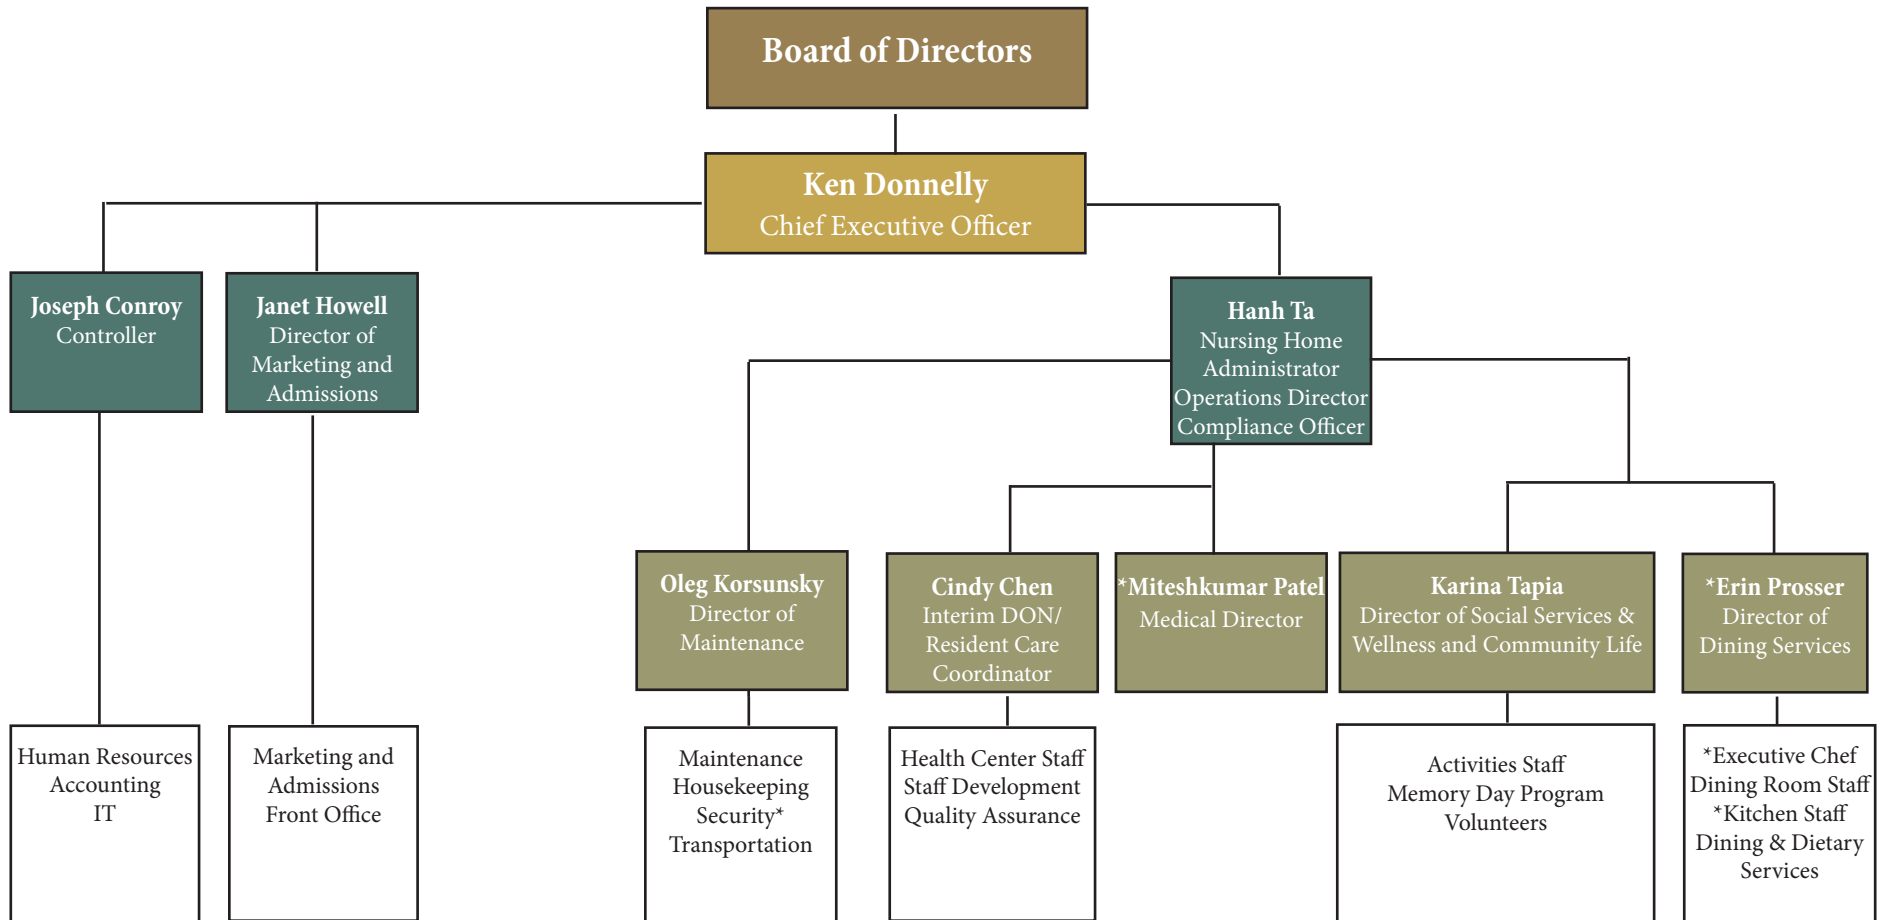 Board of Directors
Ken Donnelly
Chief Executive Officer
Joseph Conroy
Controller
Janet Howell
Director of
Marketing and
Admissions
Hanh Ta
Nursing Home
Administrator
Operations Director
Compliance Officer
Oleg Korsunsky
Director of
Maintenance
Cindy Chen
Interim DON/
Resident Care
Coordinator
*Miteshkumar Patel
Medical Director
Karina Tapia
Director of Social Services &
Wellness and Community Life
*Erin Prosser
Director of
Dining Services
Human Resources
Accounting
IT
Marketing and
Admissions
Front Office
Maintenance
Housekeeping
Security*
Transportation
Health Center Staff
Staff Development
Quality Assurance
Activities Staff
Memory Day Program
Volunteers
*Executive Chef
Dining Room Staff
*Kitchen Staff
Dining & Dietary
Services